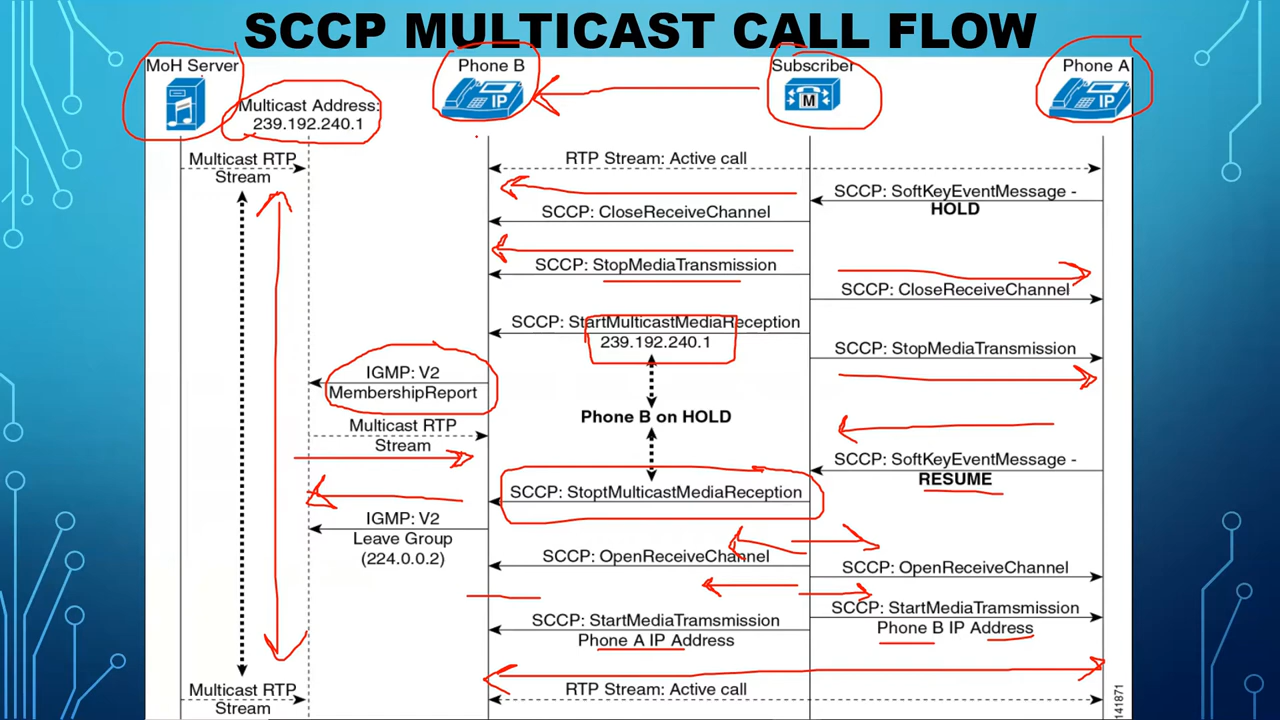 SCCP MULTICAST CALL FLOW
MoH Server
Phone B
Subscriber
Phone A
IP
M
IP
Multicast Address:
239.192.240.1
Multicast RTP
Stream
RTP Stream: Active call
SCCP: SoftKeyEventMessage -
HOLD
SCCP: CloseReceiveChannel
SCCP: StopMediaTransmission
SCCP: CloseReceiveChannel
SCCP: StartMulticastMediaReception
239.192.240.1
SCCP: StopMediaTransmission
IGMP: V2
MembershipReport
Phone B on HOLD
Multicast RTP
Stream
SCCP: SoftKeyEventMessage -
RESUME
SCCP: StoptMulticastMediaReception
IGMP: V2
Leave Group
(224.0.0.2)
SCCP: OpenReceiveChannel
SCCP: OpenReceiveChannel
SCCP: StartMediaTramsmission
Phone B IP Address
SCCP: StartMediaTramsmission
Phone A IP Address
Multicast RTP
Stream
RTP Stream: Active call
141871